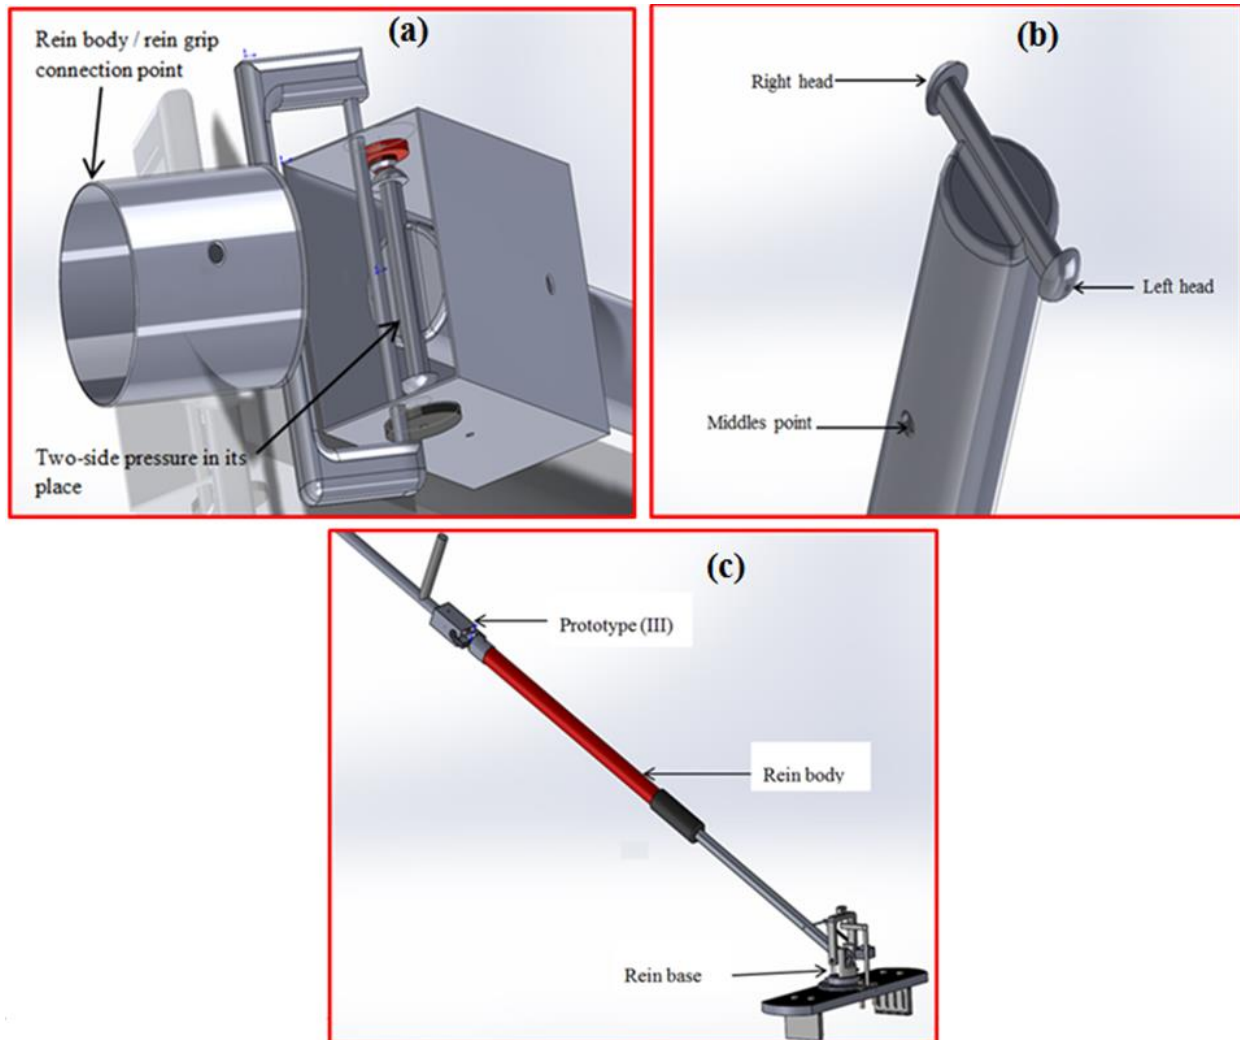 (a)
Rein body / rein grip
connection point
Two-side pressure in its
place
(b)
Right head
Left head
Middles point
(c)
Prototype (III)
Rein body
Rein base